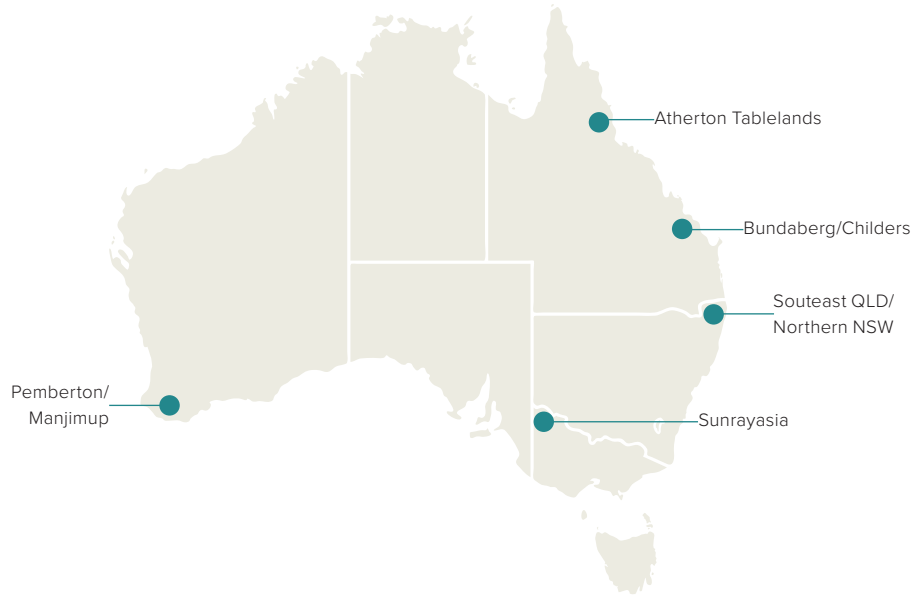 Atherton Tablelands
Bundaberg/Childers
Souteast QLD/
Northern NSW
Pemberton/
Manjimup
Sunrayasia